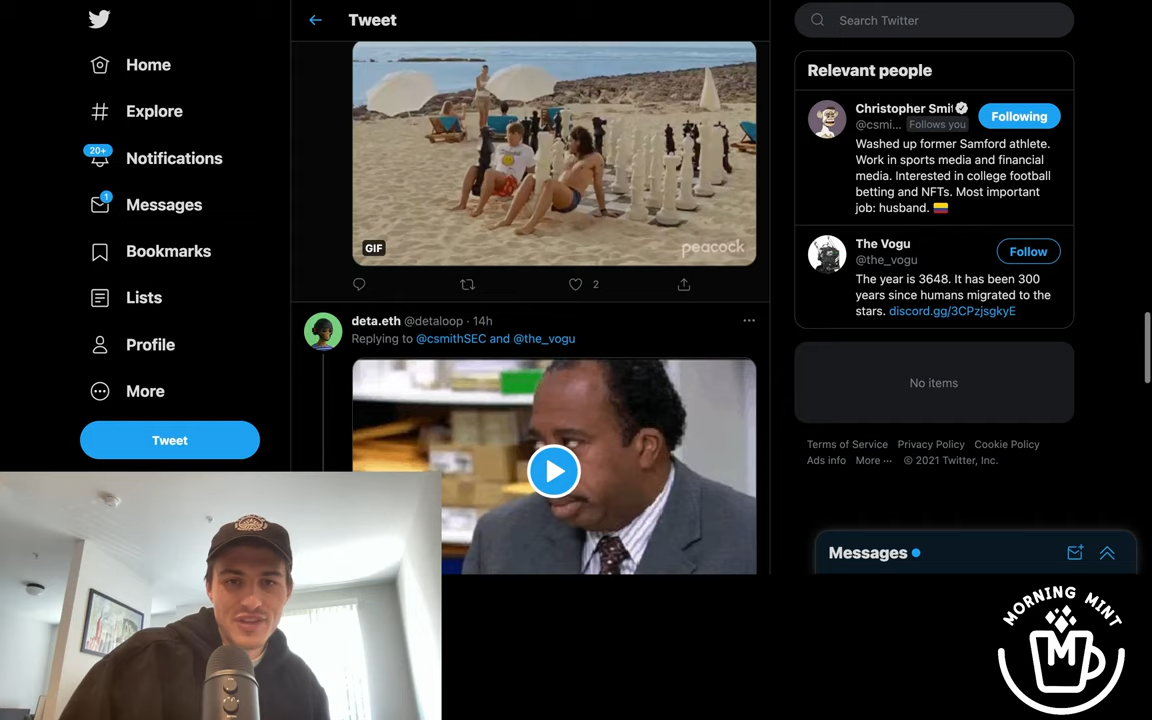 Home
Explore
20+
Notifications
1
Messages
Bookmarks
Lists
Profile
More
Tweet
Tweet
GIF
peacock
2
deta.eth @detaloop · 14h
Replying to @csmithSEC and @the_vogu
Search Twitter
Relevant people
Christopher Smi
@csmi... Follows you
Following
Washed up former Samford athlete.
Work in sports media and financial
media. Interested in college football
betting and NFTs. Most important
job: husband.
The Vogu
@the_vogu
Follow
The year is 3648. It has been 300
years since humans migrated to the
stars. discord.gg/3CPzjsgkyE
No items
Terms of Service Privacy Policy Cookie Policy
Ads info More ··· © 2021 Twitter, Inc.
Messages
MORNING MINT
M